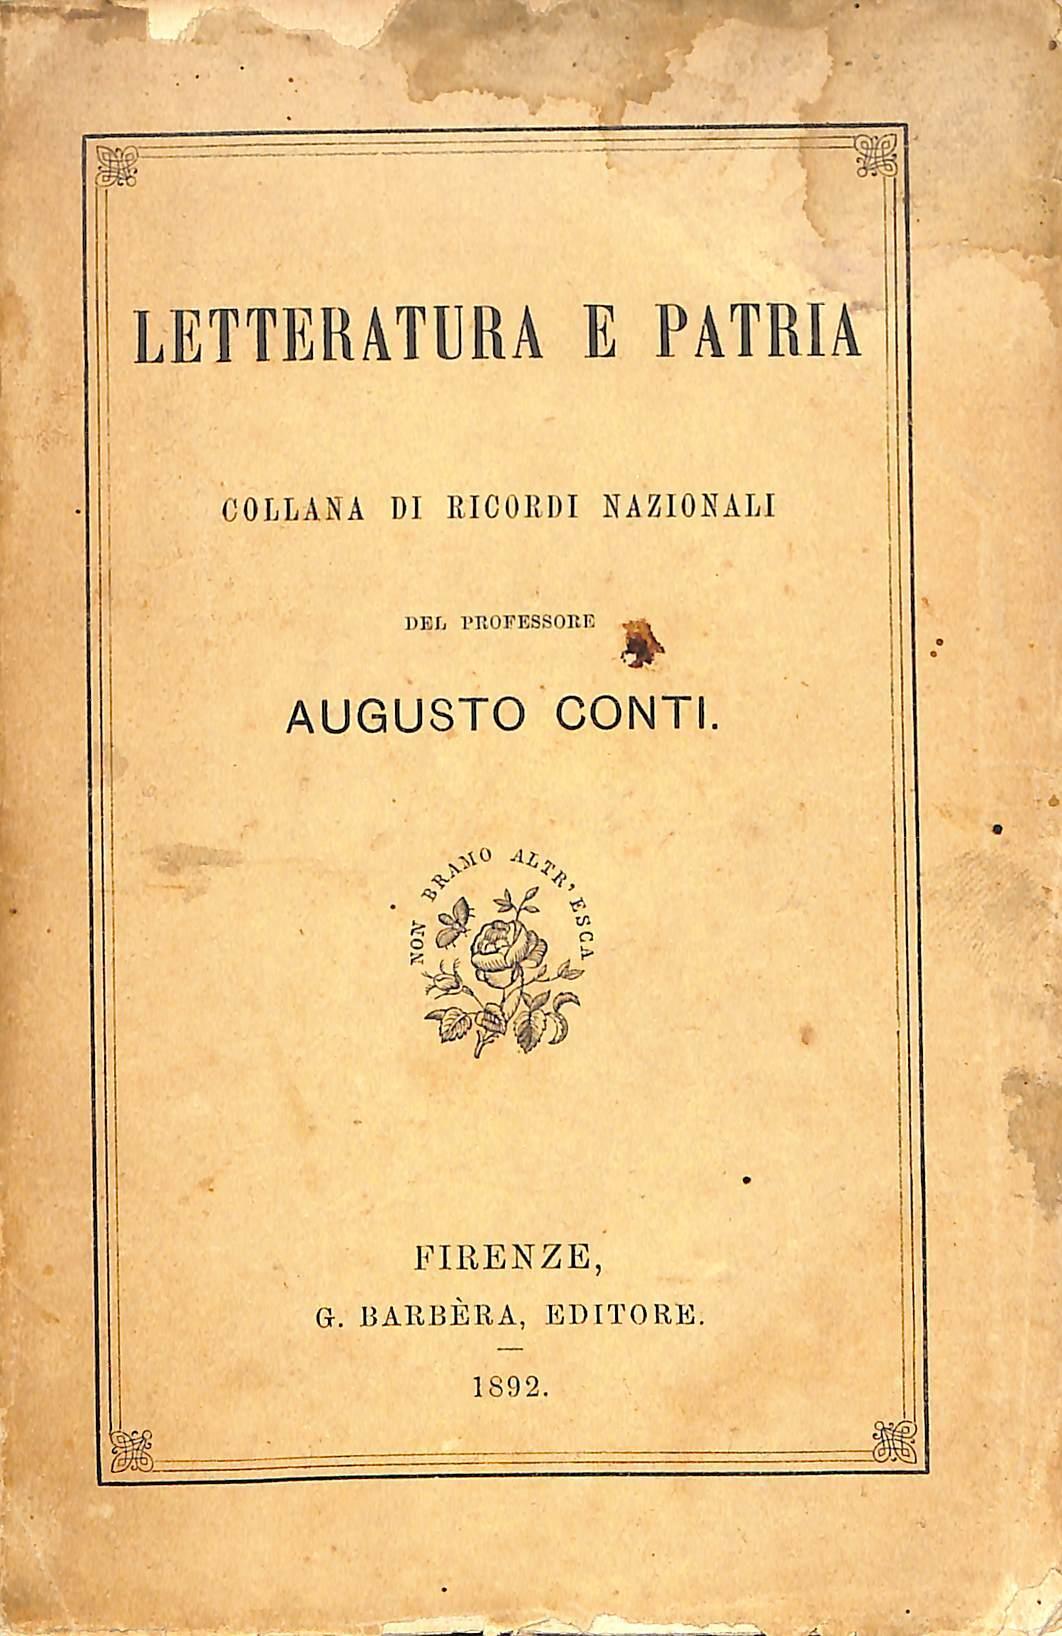 LETTERATURA E PATRIA
COLLANA DI RICORDI NAZIONALI
DEL PROFESSORE
AUGUSTO CONTI.
NON BRAMO ALTR' ESCA
FIRENZE,
G. BARBÈRA, EDITORE.
1892.